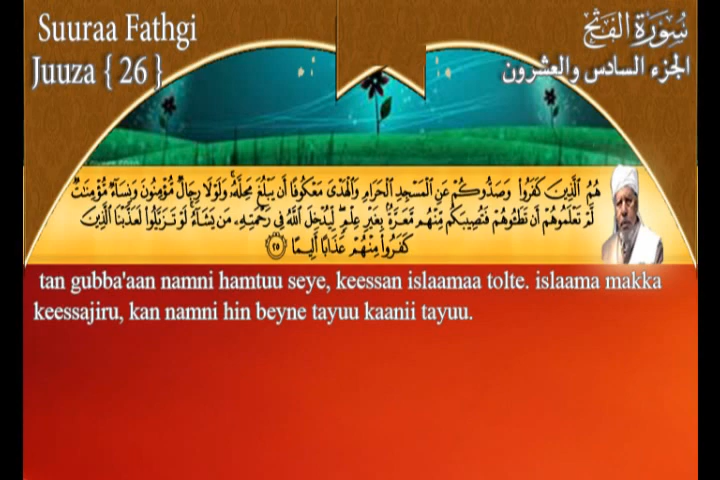 Suuraa Fathgi
سُورَة الفَتْح
Juuza { 26 }
الجزء السادس والعشرون
هُمُ الَّذِينَ كَفَرُوا وَصَدُّوكُمْ عَنِ الْمَسْجِدِ الْحَرَامِ وَالْهَدْيَ مَعْكُوفًا أَن يَبْلُغَ مَحِلَّهُ ۚ وَلَوْلَا رِجَالٌ مُّؤْمِنُونَ وَنِسَاءٌ مُّؤْمِنَاتٌ
لَّمْ تَعْلَمُوهُمْ أَن تَطَئُوهُمْ فَتُصِيبَكُم مِّنْهُم مَّعَرَّةٌ بِغَيْرِ عِلْمٍ ۖ لِّيُدْخِلَ اللَّهُ فِي رَحْمَتِهِ مَن يَشَاءُ ۚ لَوْ تَزَيَّلُوا لَعَذَّبْنَا الَّذِينَ
كَفَرُوا مِنْهُمْ عَذَابًا أَلِيمًا ﴿٢٥﴾
tan gubba'aan namni hamtuu seye, keessan islaamaa tolte. islaama makka
keessajiru, kan namni hin beyne tayuu kaanii tayuu.